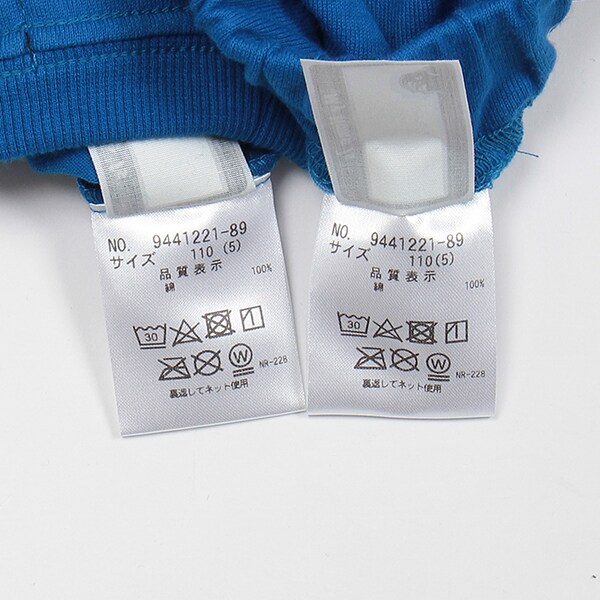 NO. 9441221-89
サイズ 110(5)
品質表示
綿 100%
30
W NR-228
裏返してネット使用
NO. 9441221-89
サイズ 110(5)
品質表示
綿 100%
30
W NR-228
裏返してネット使用